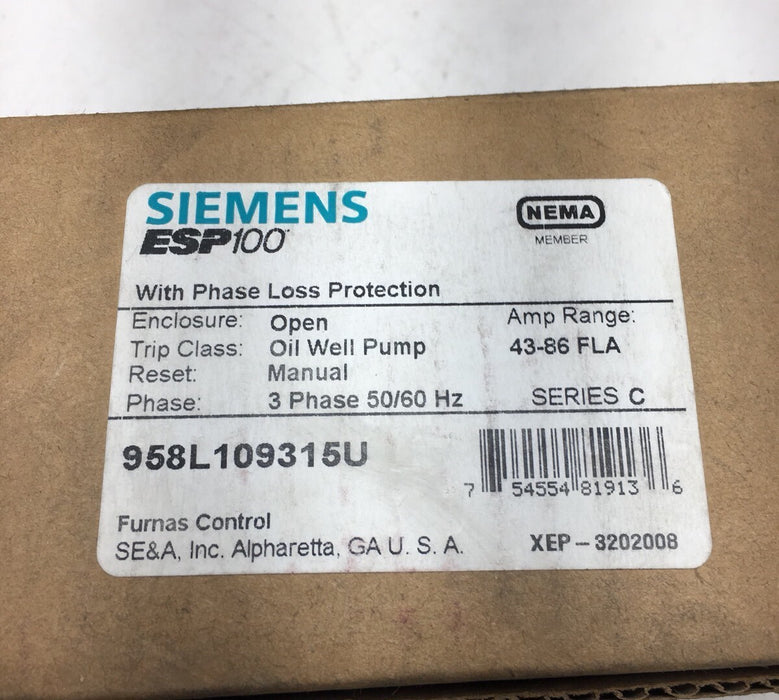 SIEMENS
ESP100
NEMA
MEMBER
With Phase Loss Protection
Enclosure: Open
Amp Range:
Trip Class: Oil Well Pump
43-86 FLA
Reset: Manual
Phase: 3 Phase 50/60 Hz
SERIES C
958L109315U
7 54554 81913 6
Furnas Control
SE&A, Inc. Alpharetta, GA U. S. A.
XEP - 3202008